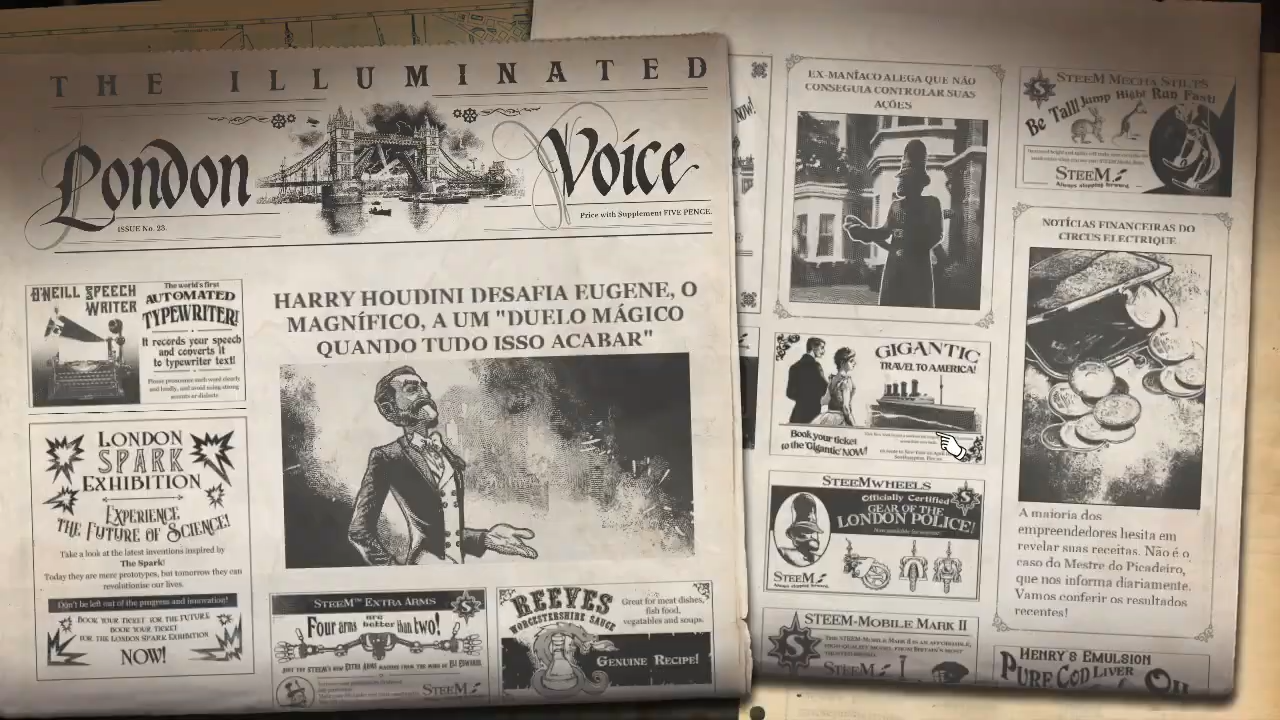 THE ILLUMINATED
London Voice
ISSUE No. 23.
Price with Supplement FIVE PENCE.
O'NEILL SPEECH
WRITER
The world's first
AUTOMATED
TYPEWRITER!
It records your speech
and converts it
to typewriter text!
Please pronounce each word clearly
and loudly, and avoid using strong
accents or dialects
LONDON
SPARK
EXHIBITION
EXPERIENCE
THE FUTURE OF SCIENCE!
Take a look at the latest inventions inspired by
The Spark!
Today they are mere prototypes, but tomorrow they can
revolutionise our lives.
Don't be left out of the progress and innovation!
BOOK YOUR TICKET FOR THE FUTURE
BOOK YOUR TICKET
FOR THE LONDON SPARK EXHIBITION
NOW!
HARRY HOUDINI DESAFIA EUGENE, O
MAGNÍFICO, A UM "DUELO MÁGICO
QUANDO TUDO ISSO ACABAR"
STEEM™ EXTRA ARMS
Four arms are better than two!
STEEM
REEVES
WORCESTERSHIRE SAUCE
Great for meat dishes,
fish food,
vegetables and soups.
GENUINE RECIPE!
NOW!
EX-MANÍACO ALEGA QUE NÃO
CONSEGUIA CONTROLAR SUAS
AÇÕES
GIGANTIC
TRAVEL TO AMERICA!
Book your ticket
to the 'Gigantic' NOW!
STEEMWHEELS
Officially Certified
GEAR OF THE
LONDON POLICE!
STEEM
Always stepping forward.
STEEM-MOBILE MARK II
STEEM
STEEM MECHA STILTS
Be Tall! Jump High! Run Fast!
STEEM
Always stepping forward.
NOTÍCIAS FINANCEIRAS DO
CIRCUS ELECTRIQUE
A maioria dos
empreendedores hesita em
revelar suas receitas. Não é o
caso do Mestre do Picadeiro,
que nos informa diariamente.
Vamos conferir os resultados
recentes!
HENRY'S EMULSION
PURE COD LIVER OIL